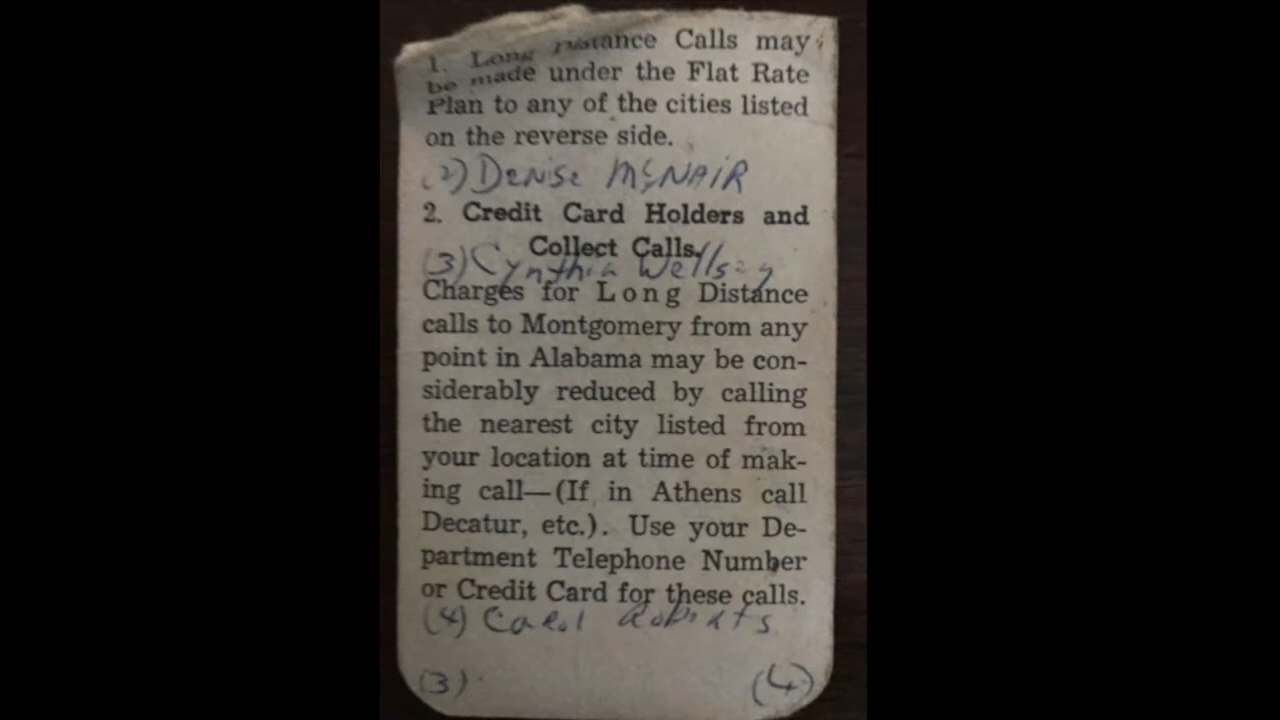 1. Long Distance Calls may
be made under the Flat Rate
Plan to any of the cities listed
on the reverse side.
(2) Denise McNAIR
2. Credit Card Holders and
Collect Calls.
(3) Cynthia Wells
Charges for Long Distance
calls to Montgomery from any
point in Alabama may be con-
siderably reduced by calling
the nearest city listed from
your location at time of mak-
ing call—(If in Athens call
Decatur, etc.). Use your De-
partment Telephone Number
or Credit Card for these calls.
(4) Carol Roberts
(3) (4)